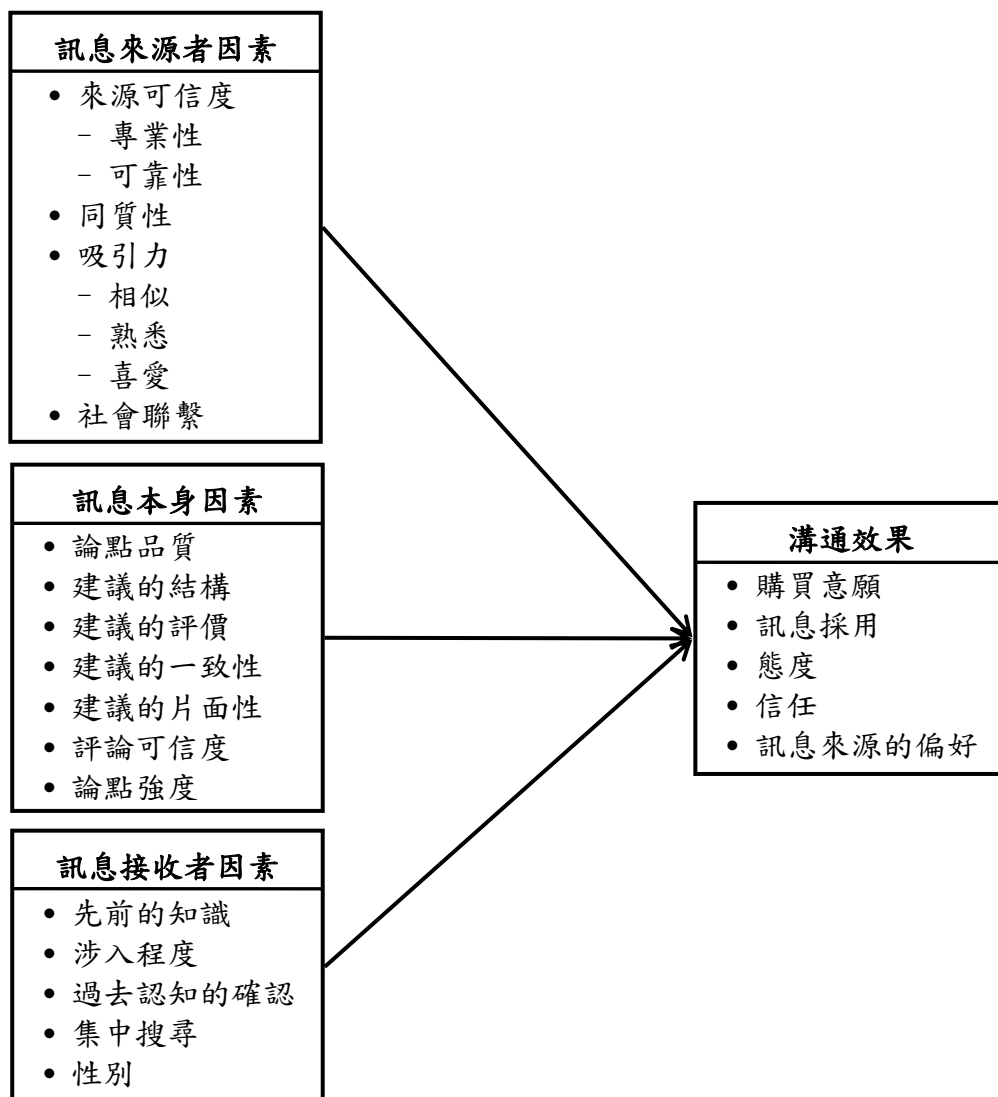 訊息來源者因素
• 來源可信度
– 專業性
– 可靠性
• 同質性
• 吸引力
– 相似
– 熟悉
– 喜愛
• 社會聯繫
訊息本身因素
• 論點品質
• 建議的結構
• 建議的評價
• 建議的一致性
• 建議的片面性
• 評論可信度
• 論點強度
訊息接收者因素
• 先前的知識
• 涉入程度
• 過去認知的確認
• 集中搜尋
• 性別
溝通效果
• 購買意願
• 訊息採用
• 態度
• 信任
• 訊息來源的偏好